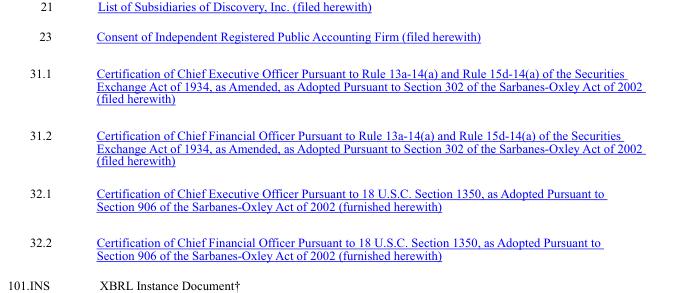 21 List of Subsidiaries of Discovery, Inc. (filed herewith)
23 Consent of Independent Registered Public Accounting Firm (filed herewith)
31.1 Certification of Chief Executive Officer Pursuant to Rule 13a-14(a) and Rule 15d-14(a) of the Securities
Exchange Act of 1934, as Amended, as Adopted Pursuant to Section 302 of the Sarbanes-Oxley Act of 2002
(filed herewith)
31.2 Certification of Chief Financial Officer Pursuant to Rule 13a-14(a) and Rule 15d-14(a) of the Securities
Exchange Act of 1934, as Amended, as Adopted Pursuant to Section 302 of the Sarbanes-Oxley Act of 2002
(filed herewith)
32.1 Certification of Chief Executive Officer Pursuant to 18 U.S.C. Section 1350, as Adopted Pursuant to
Section 906 of the Sarbanes-Oxley Act of 2002 (furnished herewith)
32.2 Certification of Chief Financial Officer Pursuant to 18 U.S.C. Section 1350, as Adopted Pursuant to
Section 906 of the Sarbanes-Oxley Act of 2002 (furnished herewith)
101.INS XBRL Instance Document†